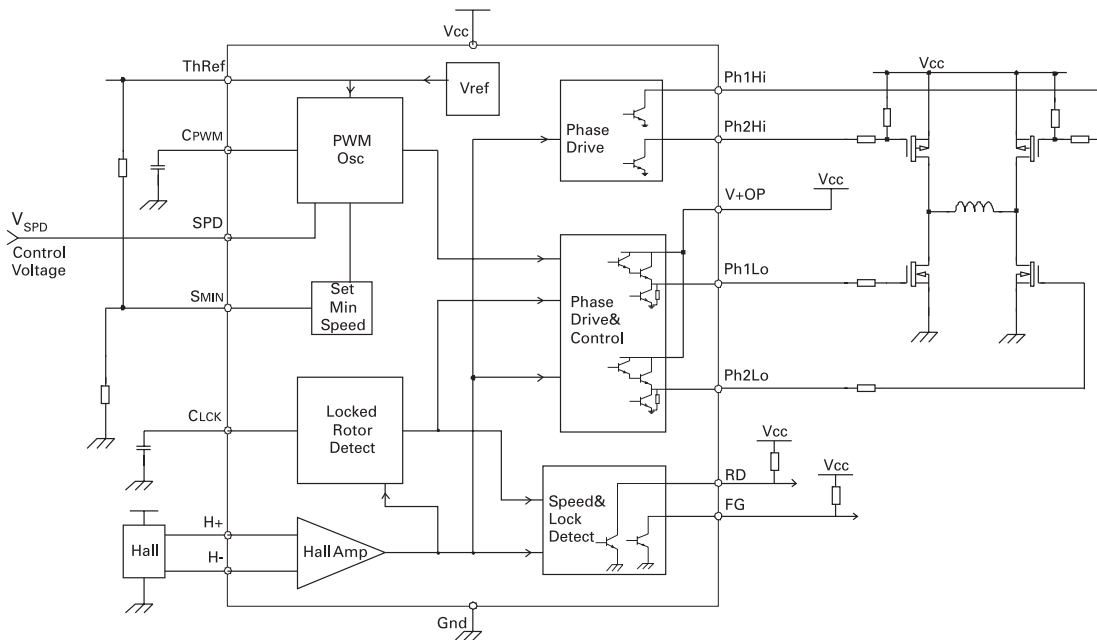 Vcc
ThRef
Vref
Ph1Hi
Vcc
CPWM
PWM
Osc
Phase
Drive
Ph2Hi
V+OP
Vcc
VSPD
SPD
Control
Voltage
SMIN
Set
Min
Speed
Phase
Drive&
Control
Ph1Lo
Ph2Lo
CLCK
Locked
Rotor
Detect
Vcc
RD
Vcc
Speed&
Lock
Detect
FG
H+
Hall
Hall Amp
H-
Gnd